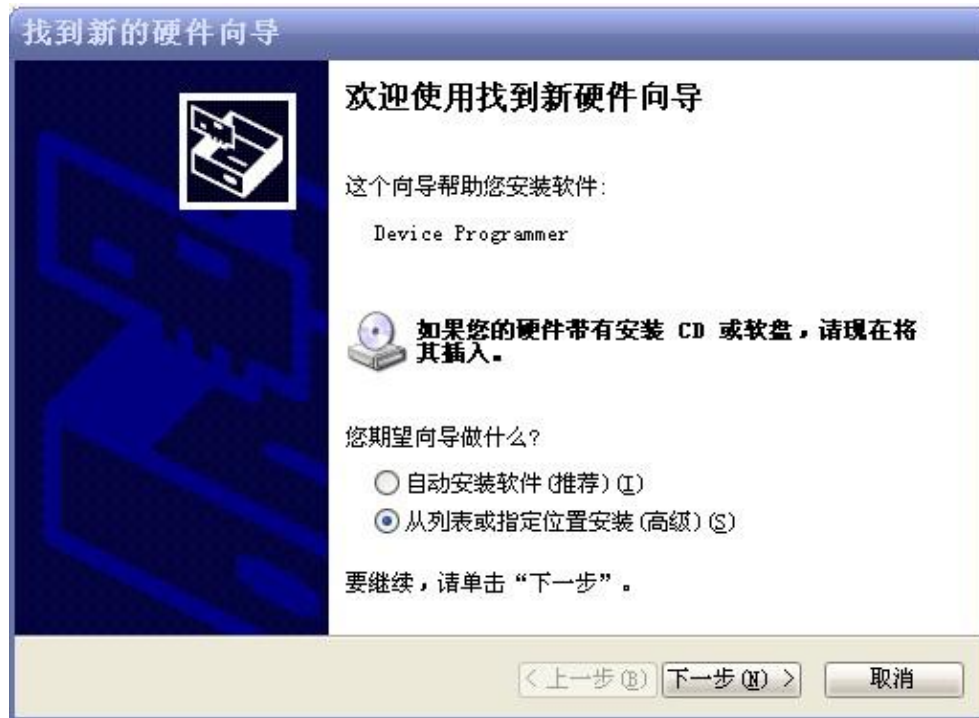 找到新的硬件向导
欢迎使用找到新硬件向导
这个向导帮助您安装软件:
Device Programmer
如果您的硬件带有安装 CD 或软盘，请现在将
其插入。
您期望向导做什么?
自动安装软件(推荐)(I)
从列表或指定位置安装(高级)(S)
要继续，请单击“下一步”。
< 上一步(B) 下一步(N) > 取消